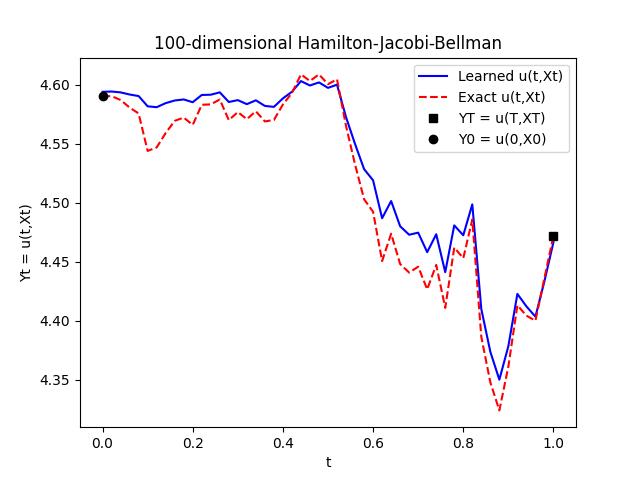 100-dimensional Hamilton-Jacobi-Bellman
Learned u(t,Xt)
Exact u(t,Xt)
YT = u(T,XT)
Y0 = u(0,X0)
Yt = u(t,Xt)
4.60
4.55
4.50
4.45
4.40
4.35
0.0 0.2 0.4 0.6 0.8 1.0
t